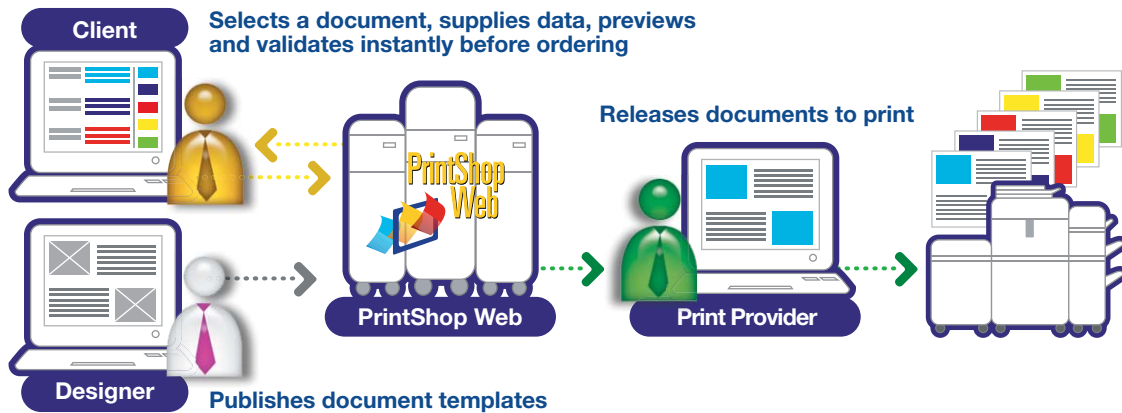 Client
Selects a document, supplies data, previews
and validates instantly before ordering
Releases documents to print
PrintShop
Web
PrintShop Web
Print Provider
Designer
Publishes document templates